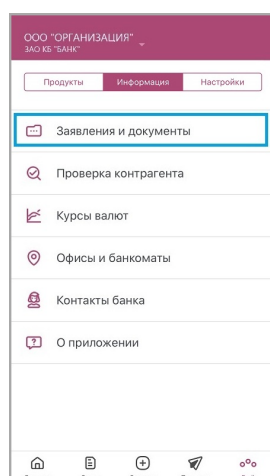 ООО "ОРГАНИЗАЦИЯ"
ЗАО КБ "БАНК"
Продукты Информация Настройки
Заявления и документы
Проверка контрагента
Курсы валют
Офисы и банкоматы
Контакты банка
О приложении